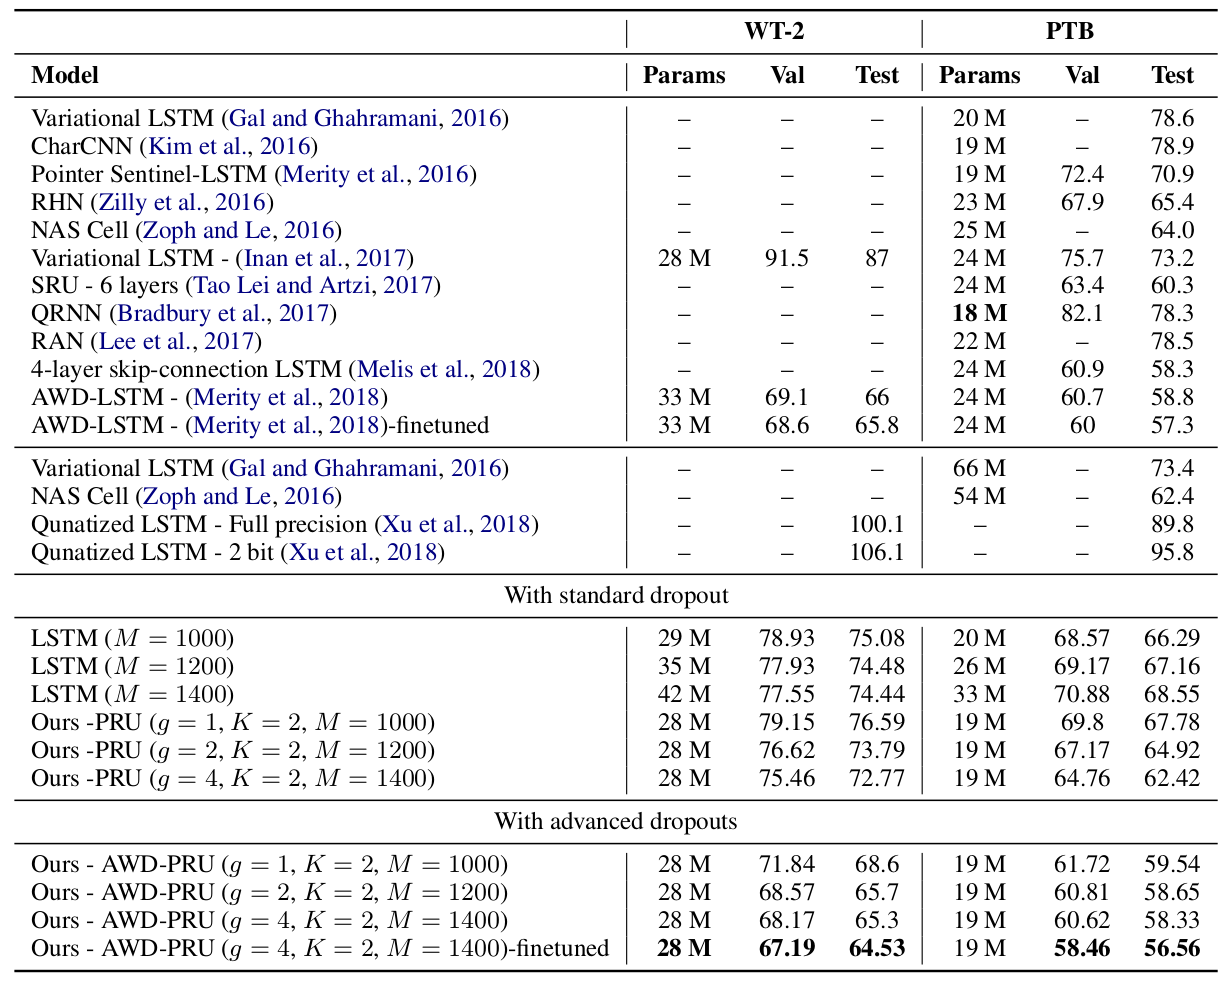 WT-2 PTB
Model Params Val Test Params Val Test
Variational LSTM (Gal and Ghahramani, 2016) – – – 20 M – 78.6
CharCNN (Kim et al., 2016) – – – 19 M – 78.9
Pointer Sentinel-LSTM (Merity et al., 2016) – – – 19 M 72.4 70.9
RHN (Zilly et al., 2016) – – – 23 M 67.9 65.4
NAS Cell (Zoph and Le, 2016) – – – 25 M – 64.0
Variational LSTM - (Inan et al., 2017) 28 M 91.5 87 24 M 75.7 73.2
SRU - 6 layers (Tao Lei and Artzi, 2017) – – – 24 M 63.4 60.3
QRNN (Bradbury et al., 2017) – – – 18 M 82.1 78.3
RAN (Lee et al., 2017) – – – 22 M – 78.5
4-layer skip-connection LSTM (Melis et al., 2018) – – – 24 M 60.9 58.3
AWD-LSTM - (Merity et al., 2018) 33 M 69.1 66 24 M 60.7 58.8
AWD-LSTM - (Merity et al., 2018)-finetuned 33 M 68.6 65.8 24 M 60 57.3
Variational LSTM (Gal and Ghahramani, 2016) – – – 66 M – 73.4
NAS Cell (Zoph and Le, 2016) – – – 54 M – 62.4
Qunatized LSTM - Full precision (Xu et al., 2018) – – 100.1 – – 89.8
Qunatized LSTM - 2 bit (Xu et al., 2018) – – 106.1 – – 95.8
With standard dropout
LSTM (M = 1000) 29 M 78.93 75.08 20 M 68.57 66.29
LSTM (M = 1200) 35 M 77.93 74.48 26 M 69.17 67.16
LSTM (M = 1400) 42 M 77.55 74.44 33 M 70.88 68.55
Ours -PRU (g = 1, K = 2, M = 1000) 28 M 79.15 76.59 19 M 69.8 67.78
Ours -PRU (g = 2, K = 2, M = 1200) 28 M 76.62 73.79 19 M 67.17 64.92
Ours -PRU (g = 4, K = 2, M = 1400) 28 M 75.46 72.77 19 M 64.76 62.42
With advanced dropouts
Ours - AWD-PRU (g = 1, K = 2, M = 1000) 28 M 71.84 68.6 19 M 61.72 59.54
Ours - AWD-PRU (g = 2, K = 2, M = 1200) 28 M 68.57 65.7 19 M 60.81 58.65
Ours - AWD-PRU (g = 4, K = 2, M = 1400) 28 M 68.17 65.3 19 M 60.62 58.33
Ours - AWD-PRU (g = 4, K = 2, M = 1400)-finetuned 28 M 67.19 64.53 19 M 58.46 56.56